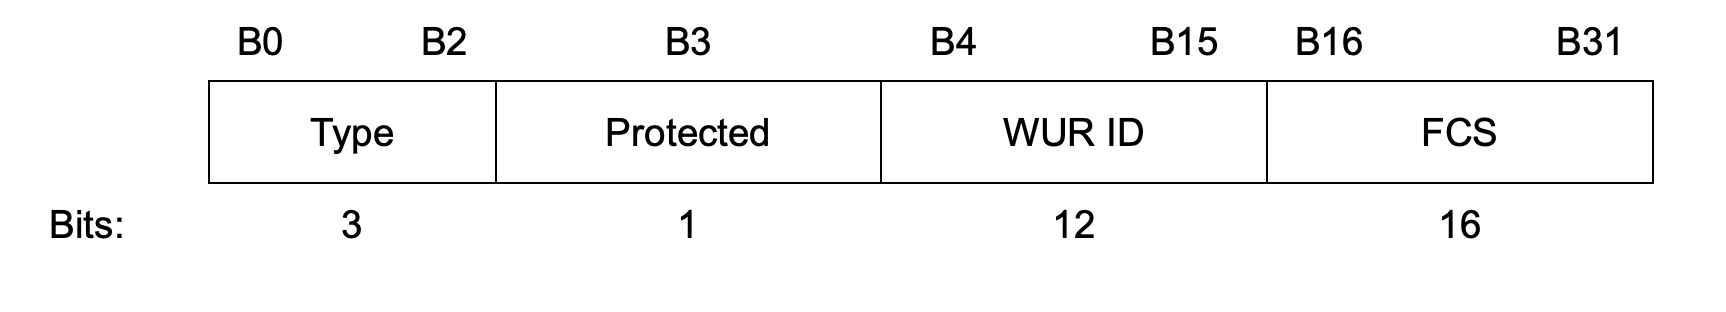 B0 B2 B3 B4 B15 B16 B31
Type Protected WUR ID FCS
Bits: 3 1 12 16